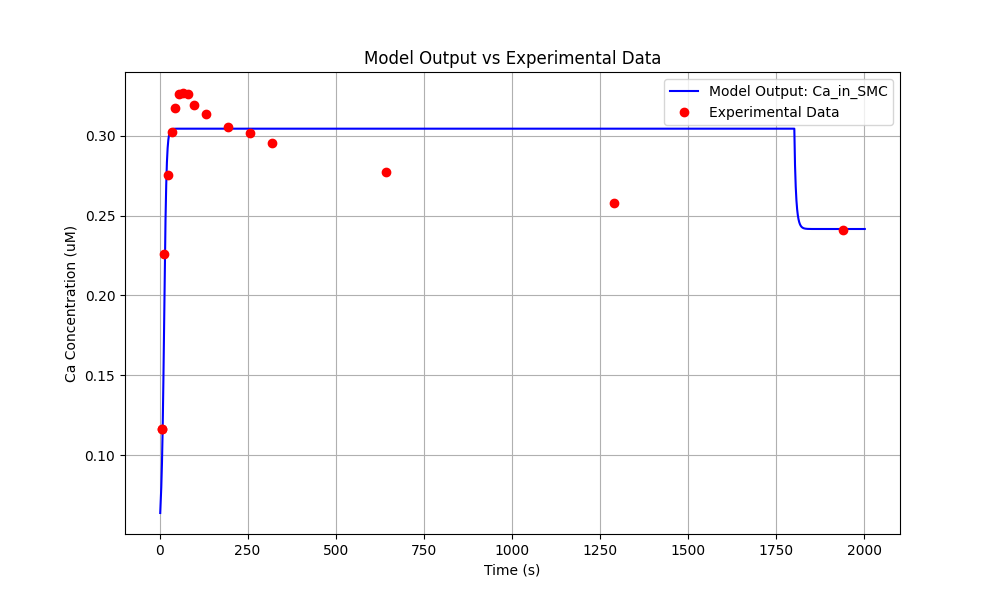 Model Output vs Experimental Data
Model Output: Ca_in_SMC
Experimental Data
Ca Concentration (uM)
0.30
0.25
0.20
0.15
0.10
0 250 500 750 1000 1250 1500 1750 2000
Time (s)